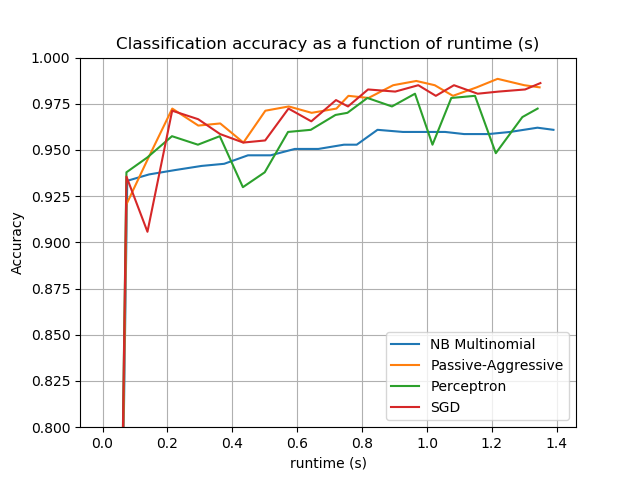 Classification accuracy as a function of runtime (s)
1.000
0.975
0.950
0.925
0.900
0.875
0.850
0.825
0.800
Accuracy
NB Multinomial
Passive-Aggressive
Perceptron
SGD
0.0 0.2 0.4 0.6 0.8 1.0 1.2 1.4
runtime (s)